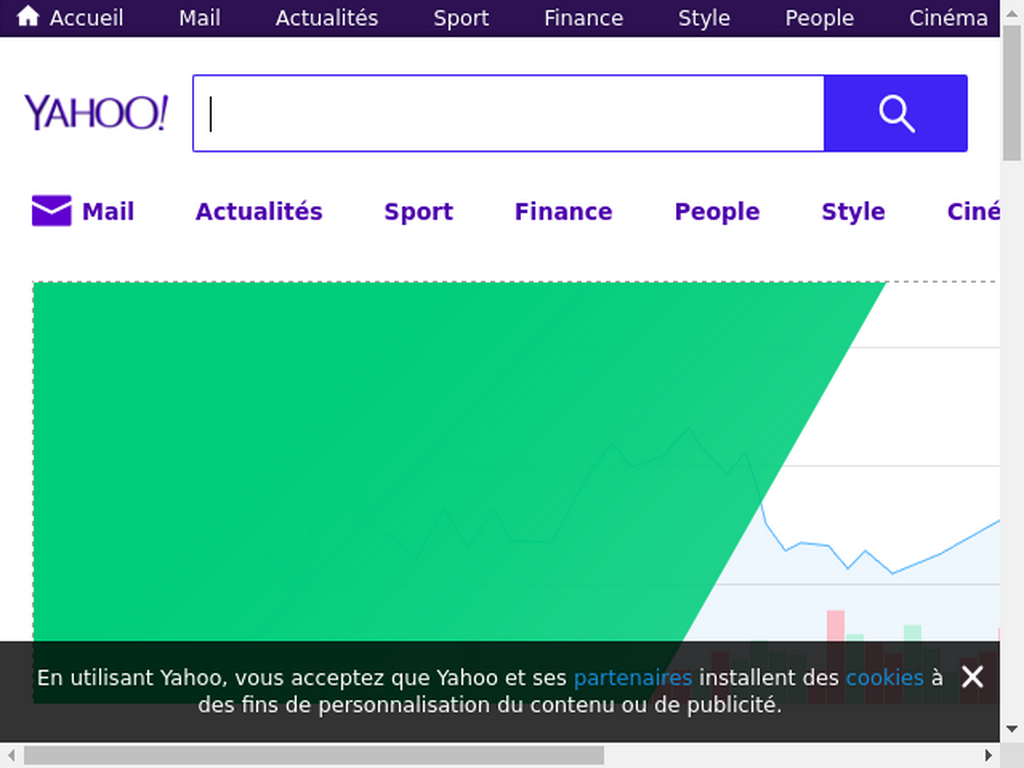 Accueil Mail Actualités Sport Finance Style People Cinéma
YAHOO!
Mail Actualités Sport Finance People Style Ciné
En utilisant Yahoo, vous acceptez que Yahoo et ses partenaires installent des cookies à
des fins de personnalisation du contenu ou de publicité.